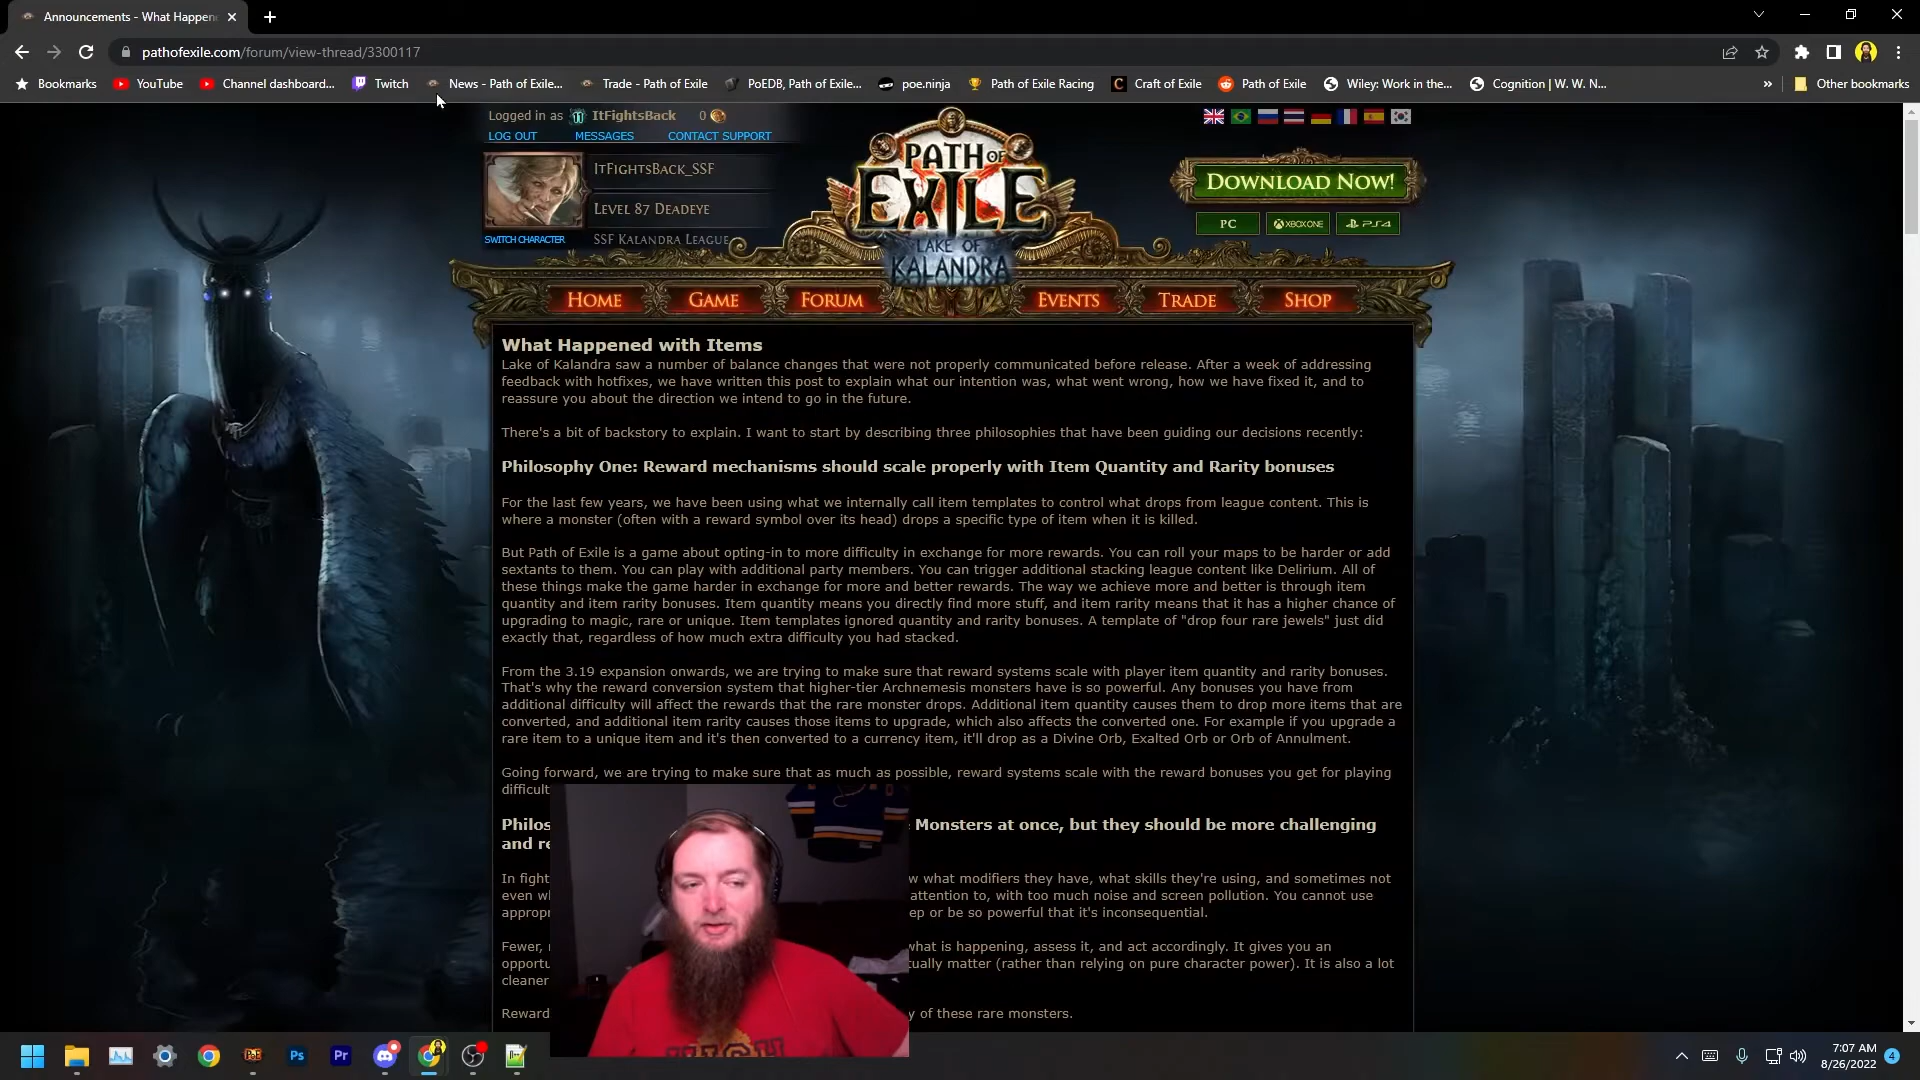 Announcements - What Happen
pathofexile.com/forum/view-thread/3300117
Bookmarks YouTube Channel dashboard... Twitch News - Path of Exile... Trade - Path of Exile PoEDB, Path of Exile... poe.ninja Path of Exile Racing Craft of Exile Path of Exile Wiley: Work in the... Cognition | W. W. N... » Other bookmarks
Logged in as ItFightsBack 0
LOG OUT MESSAGES CONTACT SUPPORT
ItFightsBack_SSF
Level 87 Deadeye
SWITCH CHARACTER SSF Kalandra League
PATH OF
EXILE
LAKE OF
KALANDRA
Download Now!
PC XBOX ONE PS4
Home Game Forum Events Trade Shop
What Happened with Items
Lake of Kalandra saw a number of balance changes that were not properly communicated before release. After a week of addressing
feedback with hotfixes, we have written this post to explain what our intention was, what went wrong, how we have fixed it, and to
reassure you about the direction we intend to go in the future.
There's a bit of backstory to explain. I want to start by describing three philosophies that have been guiding our decisions recently:
Philosophy One: Reward mechanisms should scale properly with Item Quantity and Rarity bonuses
For the last few years, we have been using what we internally call item templates to control what drops from league content. This is
where a monster (often with a reward symbol over its head) drops a specific type of item when it is killed.
But Path of Exile is a game about opting-in to more difficulty in exchange for more rewards. You can roll your maps to be harder or add
sextants to them. You can play with additional party members. You can trigger additional stacking league content like Delirium. All of
these things make the game harder in exchange for more and better rewards. The way we achieve more and better is through item
quantity and item rarity bonuses. Item quantity means you directly find more stuff, and item rarity means that it has a higher chance of
upgrading to magic, rare or unique. Item templates ignored quantity and rarity bonuses. A template of "drop four rare jewels" just did
exactly that, regardless of how much extra difficulty you had stacked.
From the 3.19 expansion onwards, we are trying to make sure that reward systems scale with player item quantity and rarity bonuses.
That's why the reward conversion system that higher-tier Archnemesis monsters have is so powerful. Any bonuses you have from
additional difficulty will affect the rewards that the rare monster drops. Additional item quantity causes them to drop more items that are
converted, and additional item rarity causes those items to upgrade, which also affects the converted one. For example if you upgrade a
rare item to a unique item and it's then converted to a currency item, it'll drop as a Divine Orb, Exalted Orb or Orb of Annulment.
Going forward, we are trying to make sure that as much as possible, reward systems scale with the reward bonuses you get for playing
difficult
Philos Monsters at once, but they should be more challenging
and re
In fight w what modifiers they have, what skills they're using, and sometimes not
even w attention to, with too much noise and screen pollution. You cannot use
approp ep or be so powerful that it's inconsequential.
Fewer, what is happening, assess it, and act accordingly. It gives you an
opportu tually matter (rather than relying on pure character power). It is also a lot
cleaner
Reward y of these rare monsters.
7:07 AM
8/26/2022 4